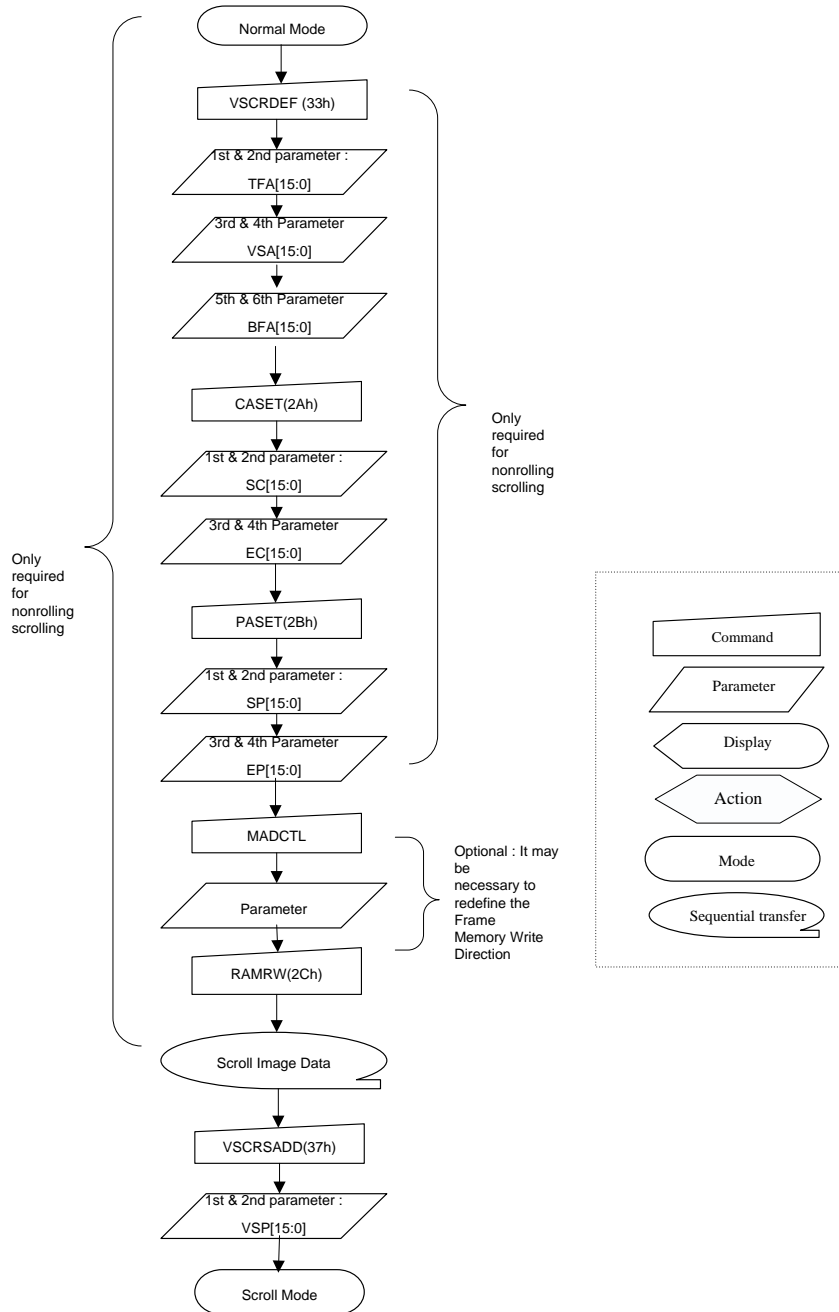 Normal Mode
VSCRDEF (33h)
1st & 2nd parameter :
TFA[15:0]
3rd & 4th Parameter
VSA[15:0]
5th & 6th Parameter
BFA[15:0]
CASET(2Ah)
1st & 2nd parameter :
SC[15:0]
3rd & 4th Parameter
EC[15:0]
PASET(2Bh)
1st & 2nd parameter :
SP[15:0]
3rd & 4th Parameter
EP[15:0]
MADCTL
Parameter
RAMRW(2Ch)
Scroll Image Data
VSCRSADD(37h)
1st & 2nd parameter :
VSP[15:0]
Scroll Mode
Only
required
for
nonrolling
scrolling
Only
required
for
nonrolling
scrolling
Optional : It may
be
necessary to
redefine the
Frame
Memory Write
Direction
Command
Parameter
Display
Action
Mode
Sequential transfer